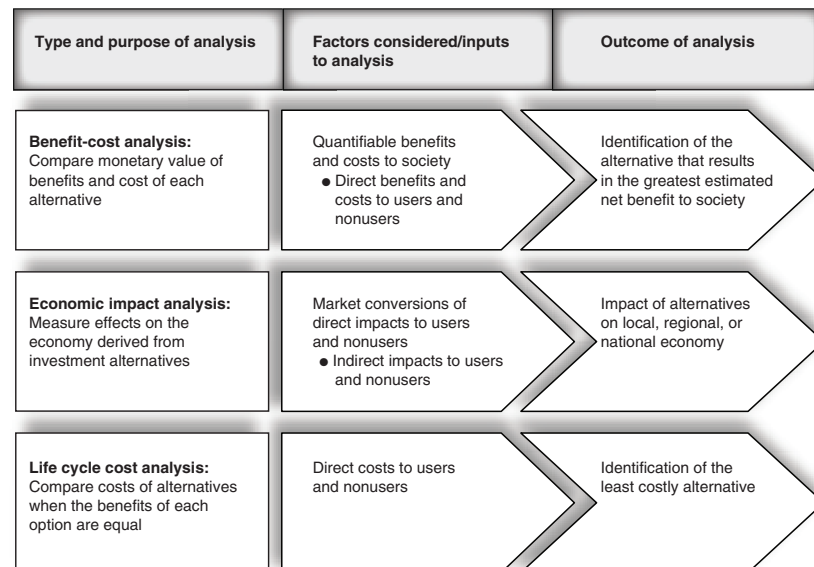 Type and purpose of analysis
Factors considered/inputs
to analysis
Outcome of analysis
Benefit-cost analysis:
Compare monetary value of
benefits and cost of each
alternative
Quantifiable benefits
and costs to society
● Direct benefits and
costs to users and
nonusers
Identification of the
alternative that results
in the greatest estimated
net benefit to society
Economic impact analysis:
Measure effects on the
economy derived from
investment alternatives
Market conversions of
direct impacts to users
and nonusers
● Indirect impacts to users
and nonusers
Impact of alternatives
on local, regional, or
national economy
Life cycle cost analysis:
Compare costs of alternatives
when the benefits of each
option are equal
Direct costs to users
and nonusers
Identification of the
least costly alternative